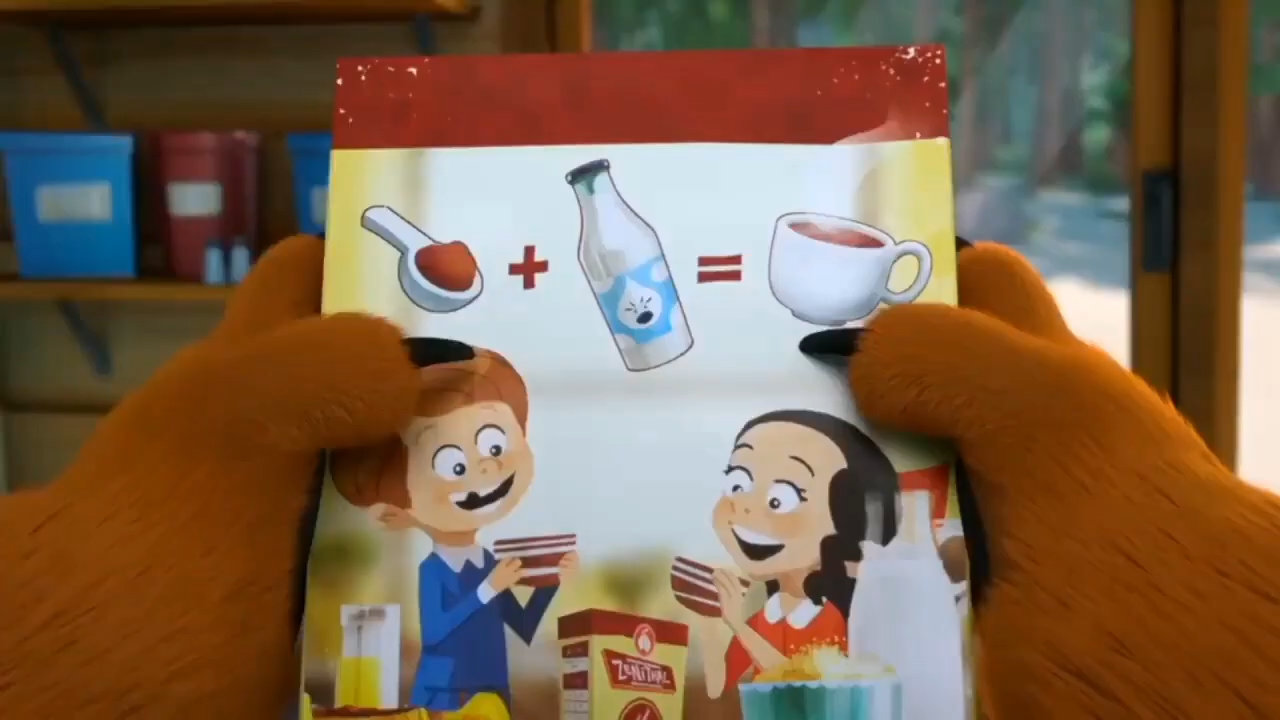 + =
ZENITHAL